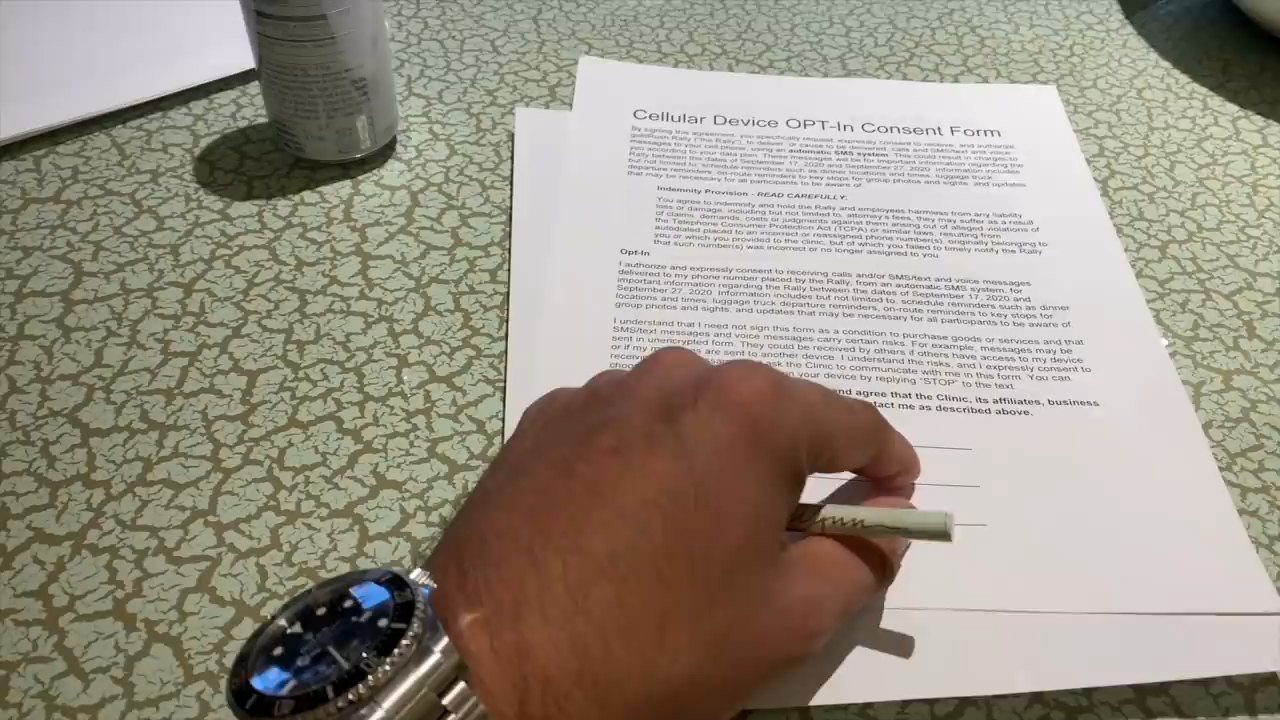 Cellular Device OPT-In Consent Form
By signing this agreement, you specifically request, expressly consent to receive, and authorize
goldRush Rally ("the Rally"), to deliver, or cause to be delivered, calls and SMS/text and voice
messages to your cell phone, using an automatic SMS system. This could result in charges to
you according to your data plan. These messages will be for important information regarding the
Rally between the dates of September 17, 2020 and September 27, 2020. Information includes
but not limited to: schedule reminders such as dinner locations and times, luggage truck
departure reminders, on-route reminders to key stops for group photos and sights, and updates
that may be necessary for all participants to be aware of.
Indemnity Provision - READ CAREFULLY:
You agree to indemnify and hold the Rally and employees harmless from any liability
loss or damage, including but not limited to, attorney's fees, they may suffer as a result
of claims, demands, costs or judgments against them arising out of alleged violations of
the Telephone Consumer Protection Act (TCPA) or similar laws, resulting from
autodialed placed to an incorrect or reassigned phone number(s), originally belonging to
you or which you provided to the clinic, but of which you failed to timely notify the Rally
that such number(s) was incorrect or no longer assigned to you.
Opt-In
I authorize and expressly consent to receiving calls and/or SMS/text and voice messages
delivered to my phone number placed by the Rally, from an automatic SMS system, for
important information regarding the Rally between the dates of September 17, 2020 and
September 27, 2020. Information includes but not limited to: schedule reminders such as dinner
locations and times, luggage truck departure reminders, on-route reminders to key stops for
group photos and sights, and updates that may be necessary for all participants to be aware of.
I understand that I need not sign this form as a condition to purchase goods or services and that
SMS/text messages and voice messages carry certain risks. For example, messages may be
sent in unencrypted form. They could be received by others if others have access to my device
or if my are sent to another device. I understand the risks, and I expressly consent to
ask the Clinic to communicate with me in this form. You can
your device by replying "STOP" to the text.
and agree that the Clinic, its affiliates, business
me as described above.